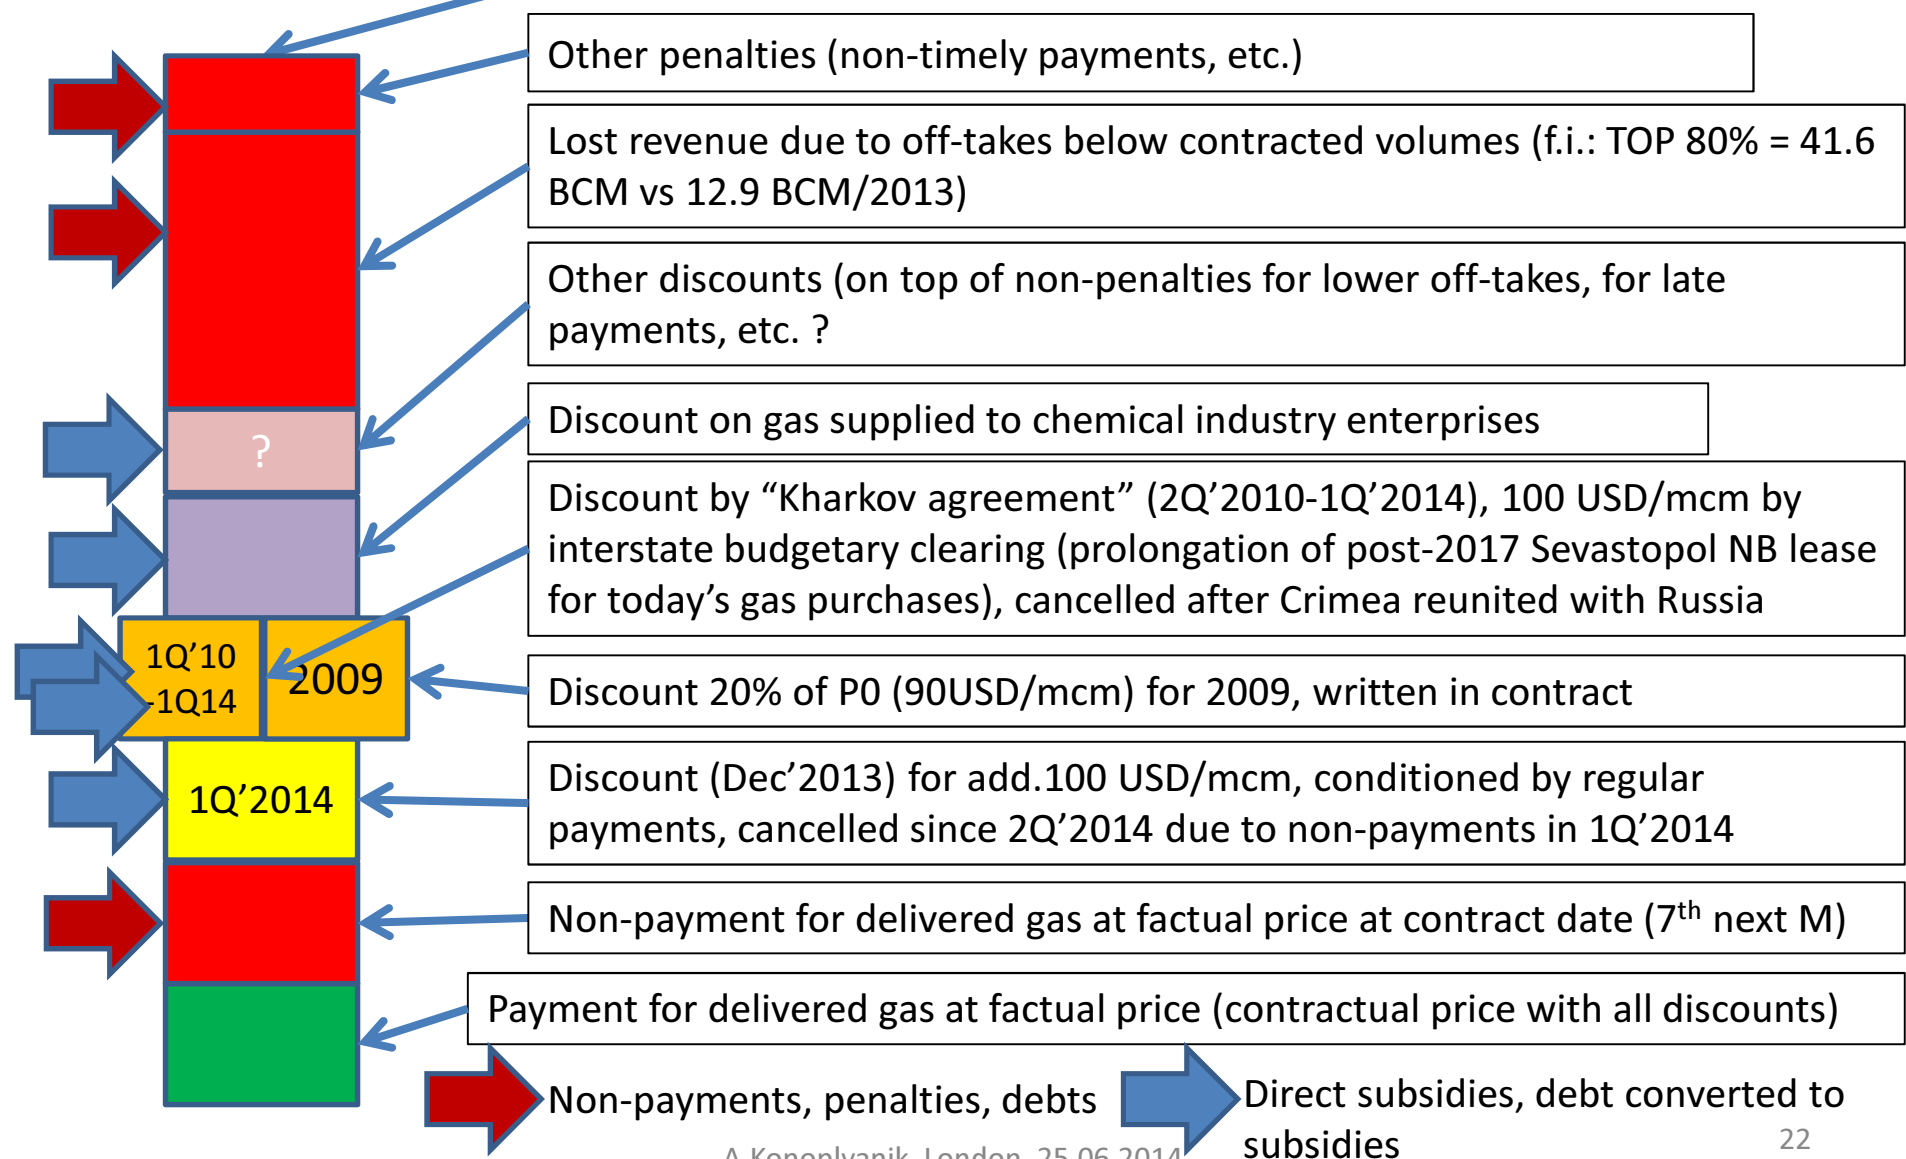 Other penalties (non-timely payments, etc.)
Lost revenue due to off-takes below contracted volumes (f.i.: TOP 80% = 41.6
BCM vs 12.9 BCM/2013)
Other discounts (on top of non-penalties for lower off-takes, for late
payments, etc. ?
?
Discount on gas supplied to chemical industry enterprises
Discount by “Kharkov agreement” (2Q’2010-1Q’2014), 100 USD/mcm by
interstate budgetary clearing (prolongation of post-2017 Sevastopol NB lease
for today’s gas purchases), cancelled after Crimea reunited with Russia
1Q’10
-1Q14
2009
Discount 20% of P0 (90USD/mcm) for 2009, written in contract
1Q’2014
Discount (Dec’2013) for add.100 USD/mcm, conditioned by regular
payments, cancelled since 2Q’2014 due to non-payments in 1Q’2014
Non-payment for delivered gas at factual price at contract date (7th next M)
Payment for delivered gas at factual price (contractual price with all discounts)
Non-payments, penalties, debts
Direct subsidies, debt converted to
subsidies
A.Konoplyanik, London, 25.06.2014
22